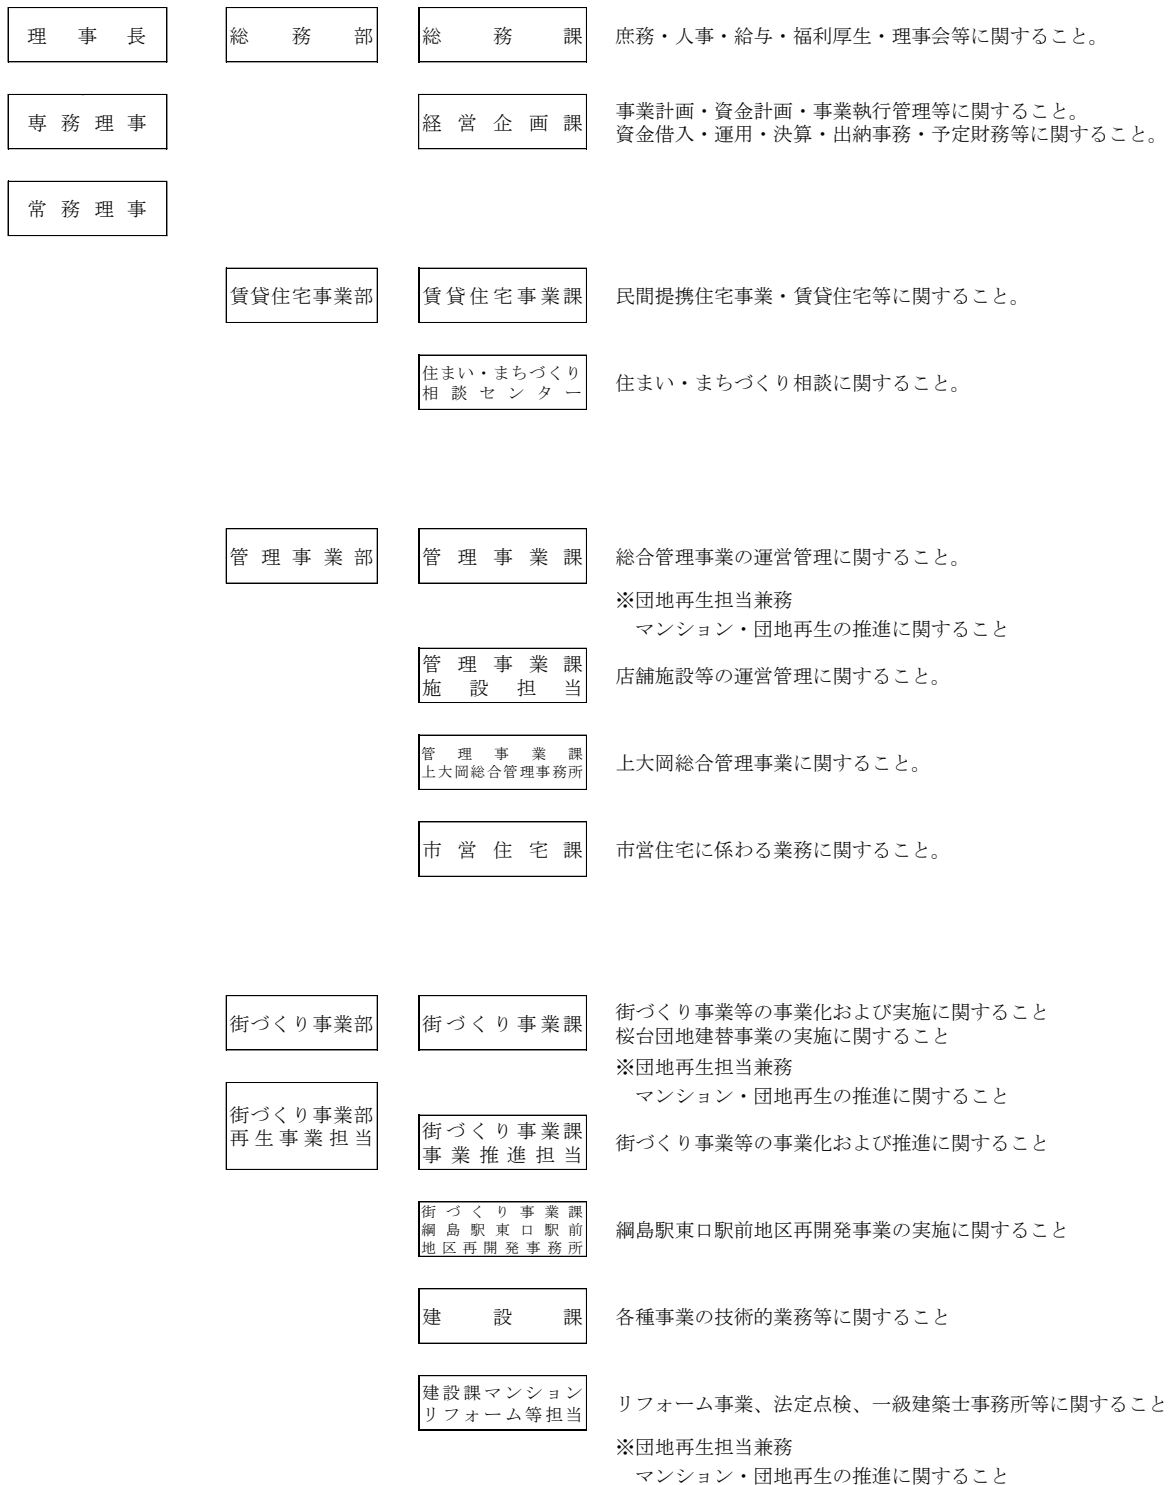 理事長 総務部 総務課 庶務・人事・給与・福利厚生・理事会等に関すること。
専務理事 経営企画課 事業計画・資金計画・事業執行管理等に関すること。
資金借入・運用・決算・出納事務・予定財務等に関すること。
常務理事
賃貸住宅事業部 賃貸住宅事業課 民間提携住宅事業・賃貸住宅等に関すること。
住まい・まちづくり
相談センター
住まい・まちづくり相談に関すること。
管理事業部 管理事業課 総合管理事業の運営管理に関すること。
※団地再生担当兼務
マンション・団地再生の推進に関すること
管理事業課
施設担当
店舗施設等の運営管理に関すること。
管理事業課
上大岡総合管理事務所
上大岡総合管理事業に関すること。
市営住宅課 市営住宅に係わる業務に関すること。
街づくり事業部 街づくり事業課 街づくり事業等の事業化および実施に関すること
桜台団地建替事業の実施に関すること
※団地再生担当兼務
マンション・団地再生の推進に関すること
街づくり事業部
再生事業担当
街づくり事業課
事業推進担当
街づくり事業等の事業化および推進に関すること
街づくり事業課
綱島駅東口駅前
地区再開発事務所
綱島駅東口駅前地区再開発事業の実施に関すること
建設課 各種事業の技術的業務等に関すること
建設課マンション
リフォーム等担当
リフォーム事業、法定点検、一級建築士事務所等に関すること
※団地再生担当兼務
マンション・団地再生の推進に関すること